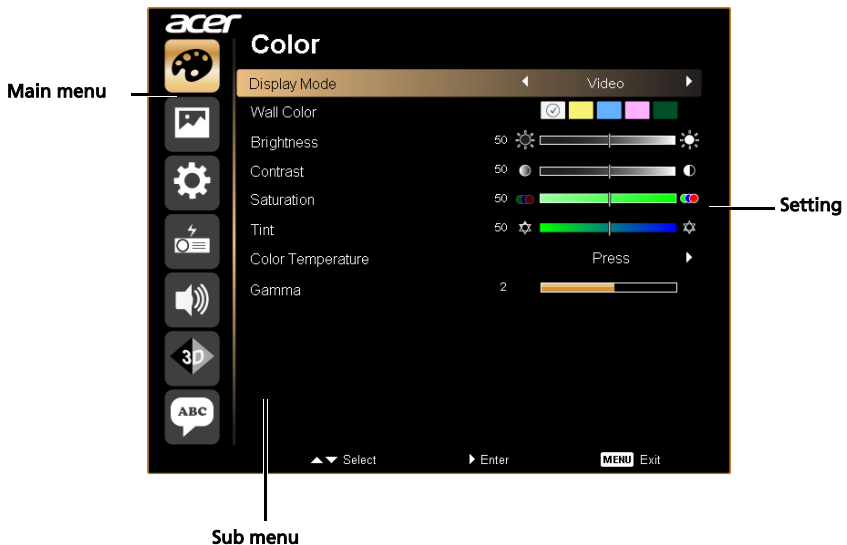 acer
Color
Main menu
Display Mode Video
Wall Color
Brightness 50
Contrast 50
Saturation 50
Setting
Tint 50
Color Temperature Press
Gamma 2
3D
ABC
Select Enter MENU Exit
Sub menu